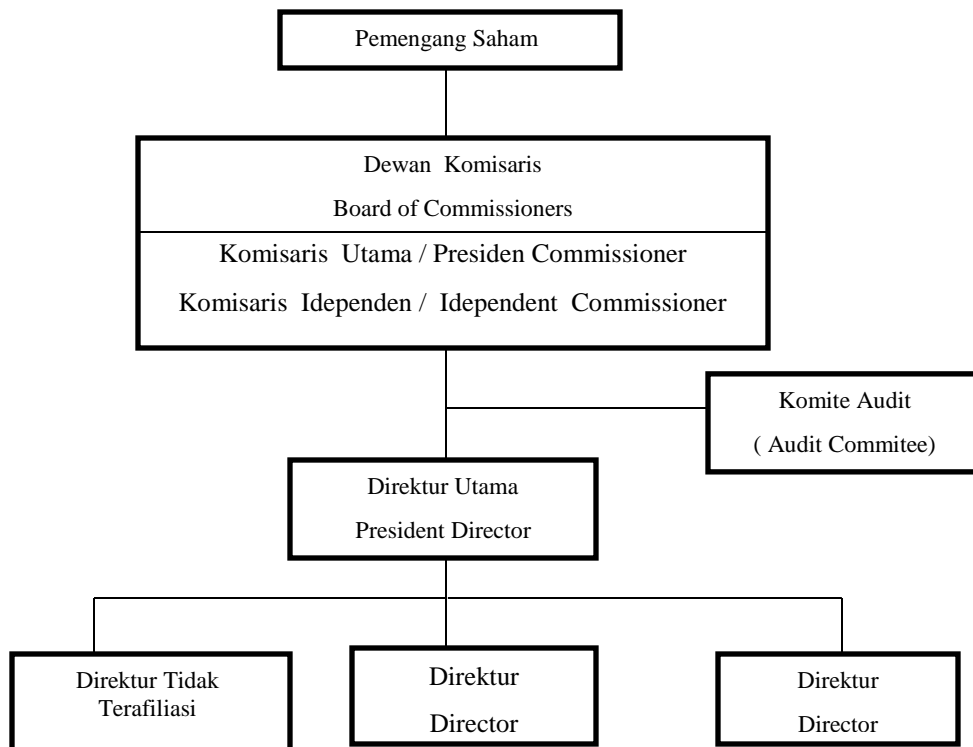 Pemengang Saham
Dewan Komisaris
Board of Commissioners
Komisaris Utama / Presiden Commissioner
Komisaris Idependen / Idependent Commissioner
Komite Audit
( Audit Commitee)
Direktur Utama
President Director
Direktur Tidak
Terafiliasi
Direktur
Director
Direktur
Director